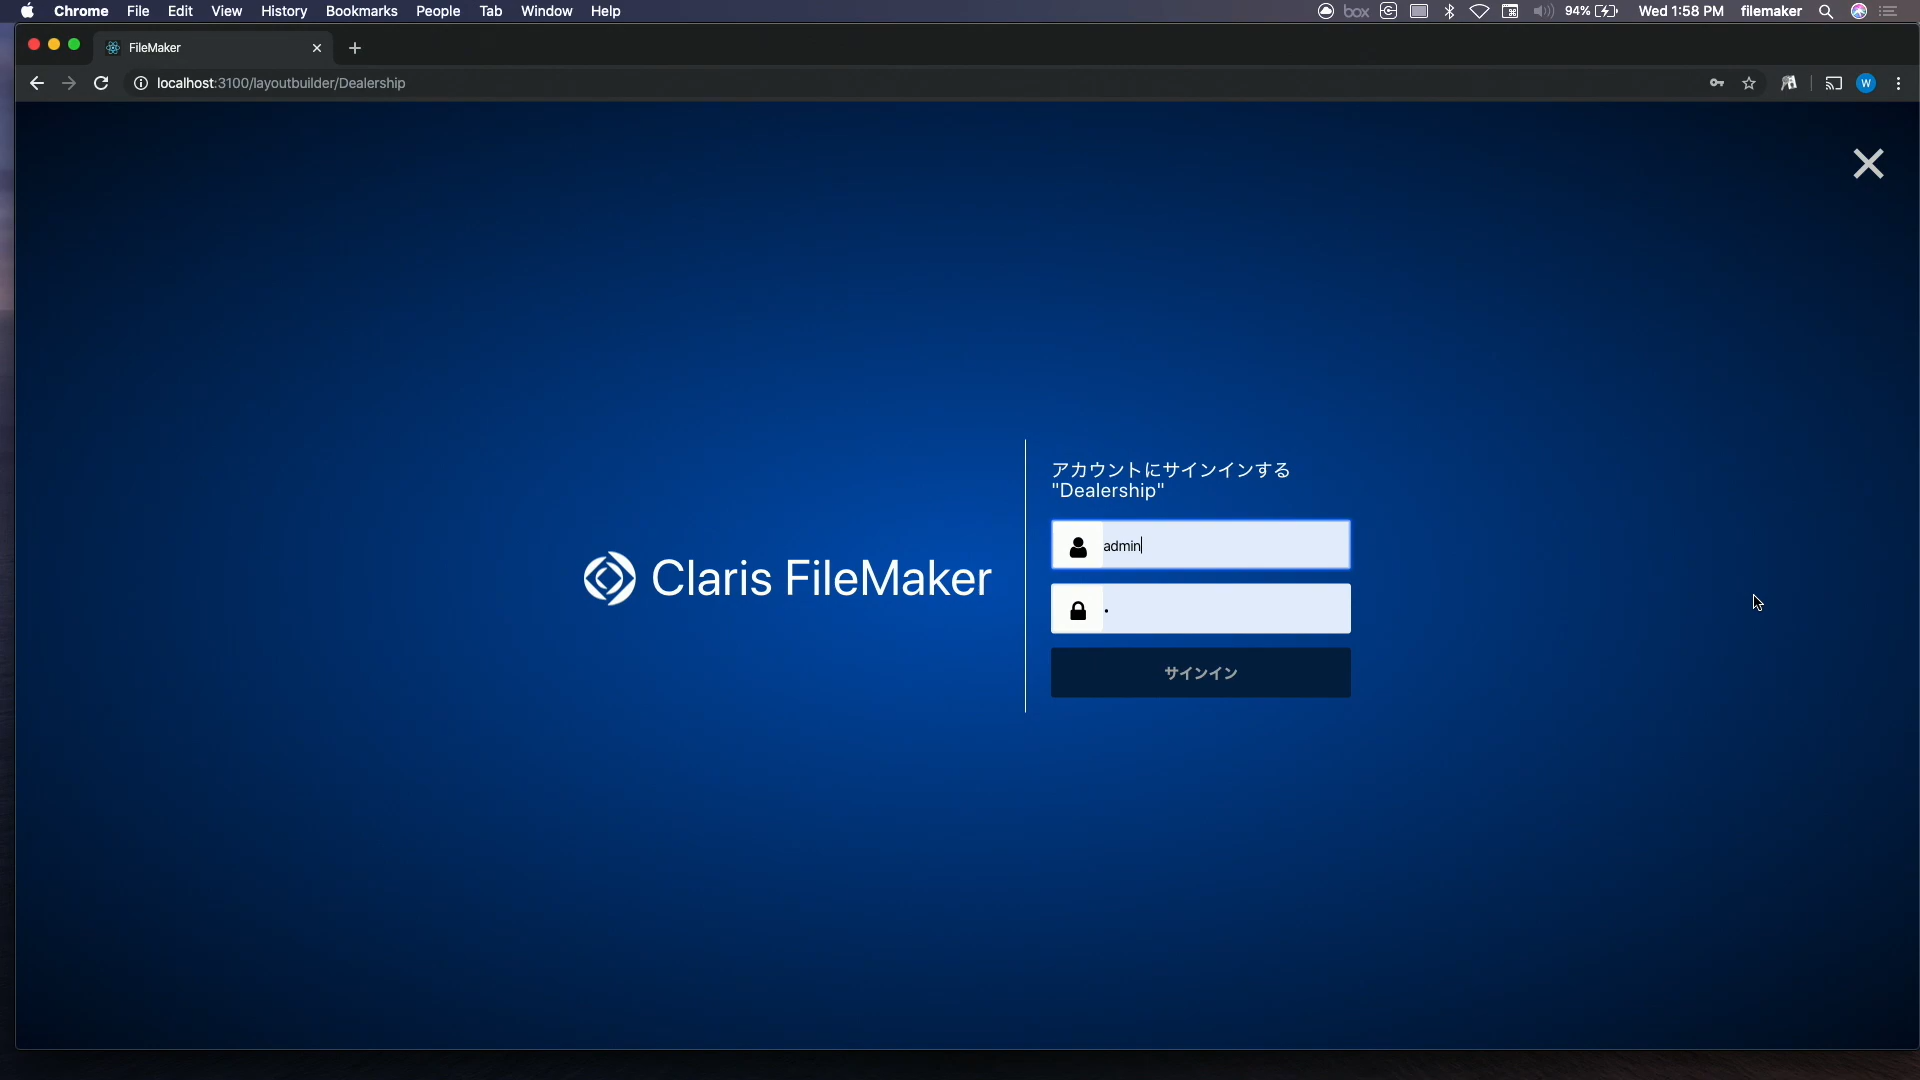 Chrome File Edit View History Bookmarks People Tab Window Help box 94% Wed 1:58 PM filemaker
FileMaker
localhost:3100/layoutbuilder/Dealership W
アカウントにサインインする
"Dealership"
admin
Claris FileMaker
サインイン